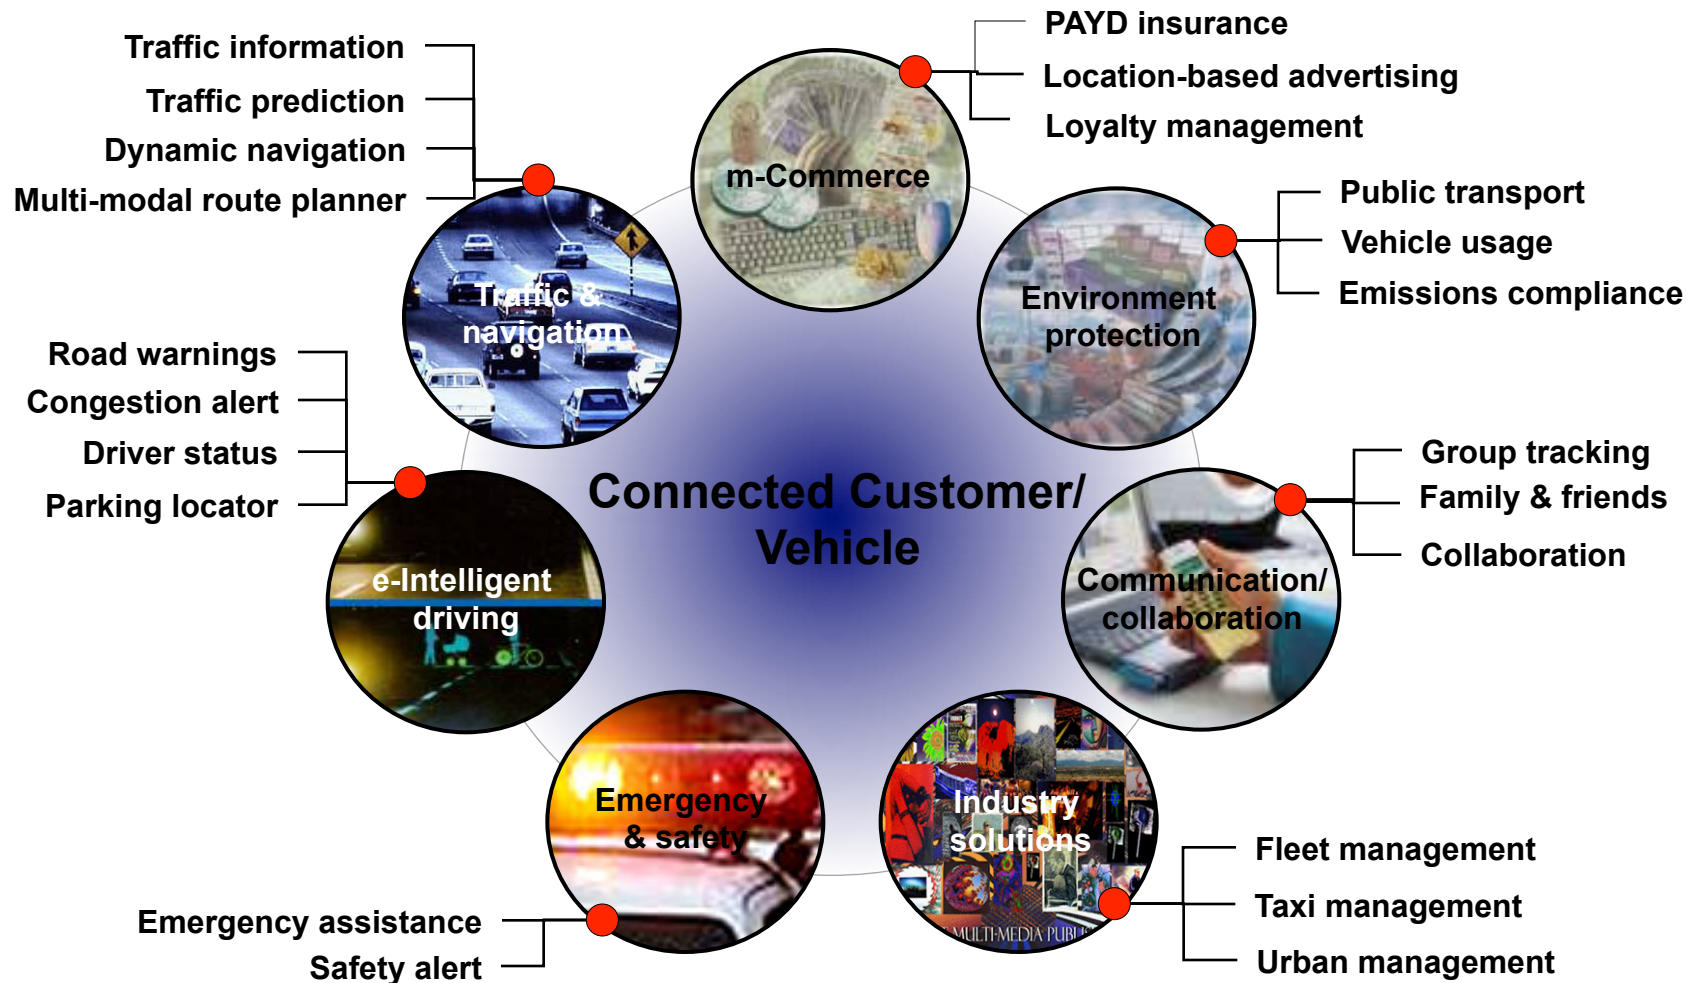 Traffic information
Traffic prediction
Dynamic navigation
Multi-modal route planner
PAYD insurance
Location-based advertising
Loyalty management
m-Commerce
Public transport
Vehicle usage
Emissions compliance
Traffic &
navigation
Environment
protection
Road warnings
Congestion alert
Driver status
Parking locator
Connected Customer/
Vehicle
Group tracking
Family & friends
Collaboration
e-Intelligent
driving
Communication/
collaboration
Emergency
& safety
Industry
solutions
MULTI-MEDIA
Emergency assistance
Safety alert
Fleet management
Taxi management
Urban management